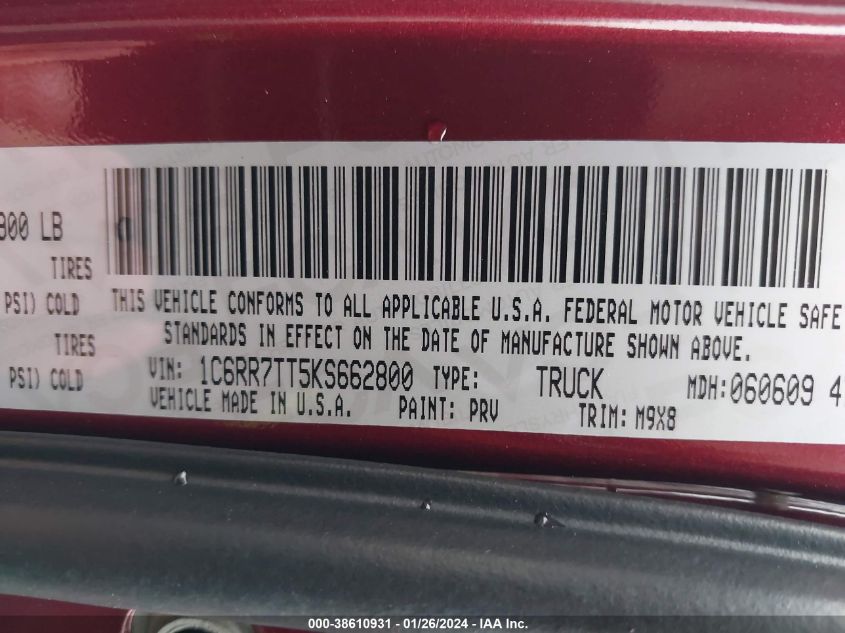 900 LB
TIRES
PSI) COLD
TIRES
PSI) COLD
THIS VEHICLE CONFORMS TO ALL APPLICABLE U.S.A. FEDERAL MOTOR VEHICLE SAFE
STANDARDS IN EFFECT ON THE DATE OF MANUFACTURE SHOWN ABOVE.
VIN: 1C6RR7TT5KS662800 TYPE: TRUCK MDH:060609 4
VEHICLE MADE IN U.S.A. PAINT: PRV TRIM: M9X8
000-38610931 - 01/26/2024 - IAA Inc.